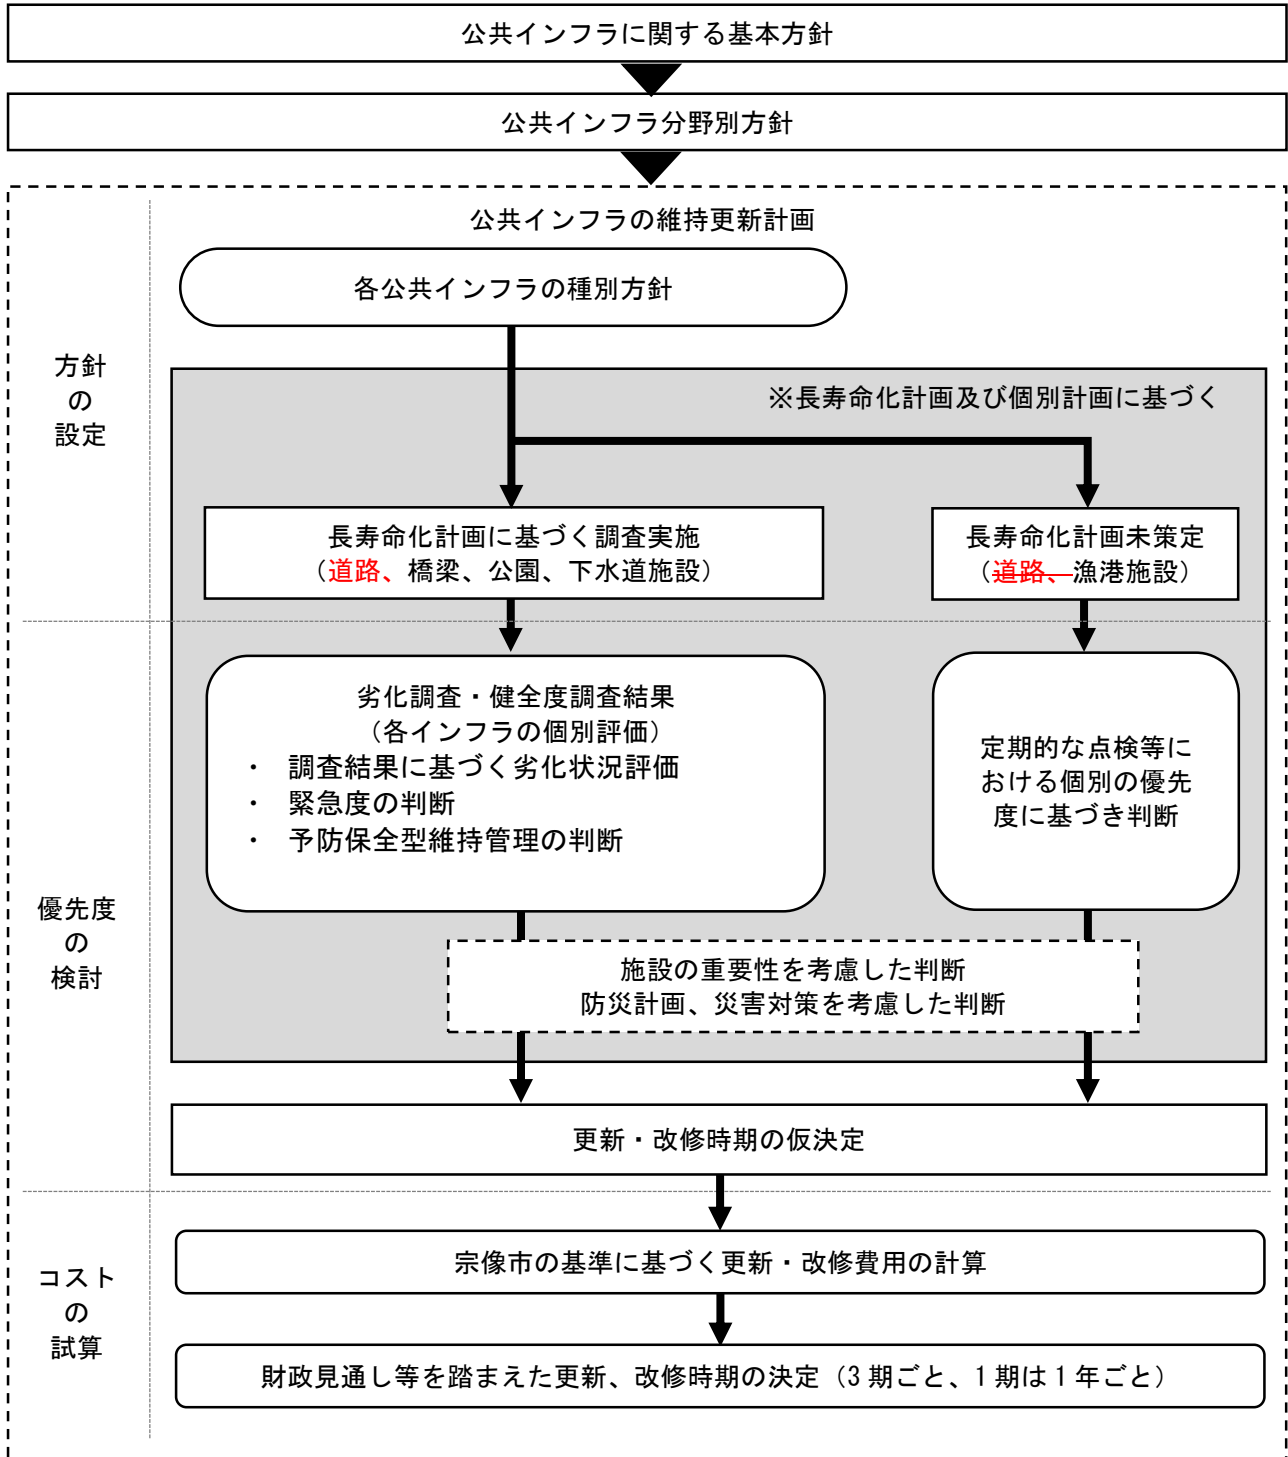 公共インフラに関する基本方針
公共インフラ分野別方針
公共インフラの維持更新計画
各公共インフラの種別方針
方針
の
設定
※長寿命化計画及び個別計画に基づく
長寿命化計画に基づく調査実施
（道路、橋梁、公園、下水道施設）
長寿命化計画未策定
（道路、漁港施設）
劣化調査・健全度調査結果
（各インフラの個別評価）
・ 調査結果に基づく劣化状況評価
・ 緊急度の判断
・ 予防保全型維持管理の判断
定期的な点検等に
おける個別の優先
度に基づき判断
優先度
の
検討
施設の重要性を考慮した判断
防災計画、災害対策を考慮した判断
更新・改修時期の仮決定
コスト
の
試算
宗像市の基準に基づく更新・改修費用の計算
財政見通し等を踏まえた更新、改修時期の決定（3期ごと、1期は1年ごと）